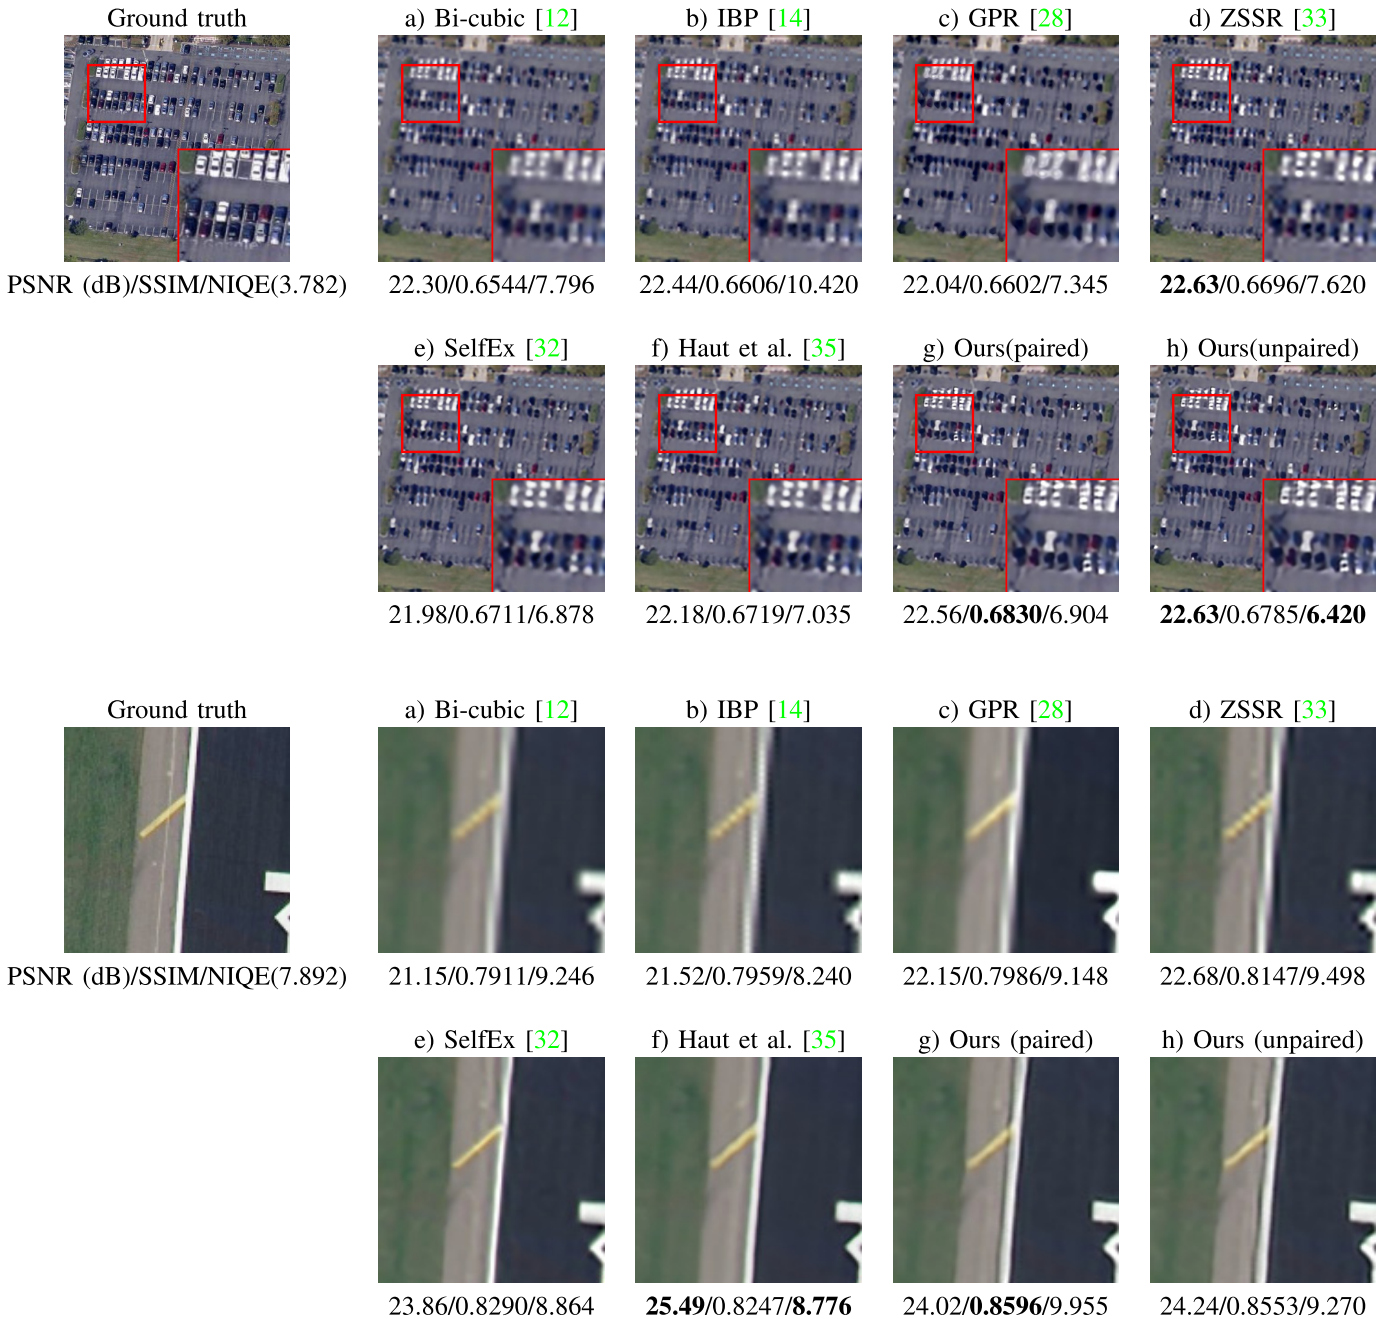 Ground truth
a) Bi-cubic [12]
b) IBP [14]
c) GPR [28]
d) ZSSR [33]
PSNR (dB)/SSIM/NIQE(3.782)
22.30/0.6544/7.796
22.44/0.6606/10.420
22.04/0.6602/7.345
22.63/0.6696/7.620
e) SelfEx [32]
f) Haut et al. [35]
g) Ours(paired)
h) Ours(unpaired)
21.98/0.6711/6.878
22.18/0.6719/7.035
22.56/0.6830/6.904
22.63/0.6785/6.420
Ground truth
a) Bi-cubic [12]
b) IBP [14]
c) GPR [28]
d) ZSSR [33]
PSNR (dB)/SSIM/NIQE(7.892)
21.15/0.7911/9.246
21.52/0.7959/8.240
22.15/0.7986/9.148
22.68/0.8147/9.498
e) SelfEx [32]
f) Haut et al. [35]
g) Ours (paired)
h) Ours (unpaired)
23.86/0.8290/8.864
25.49/0.8247/8.776
24.02/0.8596/9.955
24.24/0.8553/9.270